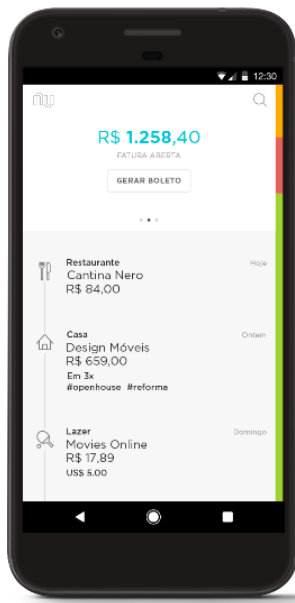 12:30
nu
R$ 1.258,40
FATURA ABERTA
GERAR BOLETO
Restaurante Hoje
Cantina Nero
R$ 84,00
Casa Ontem
Design Móveis
R$ 659,00
Em 3x
#openhouse #reforma
Lazer Domingo
Movies Online
R$ 17,89
US$ 5.00